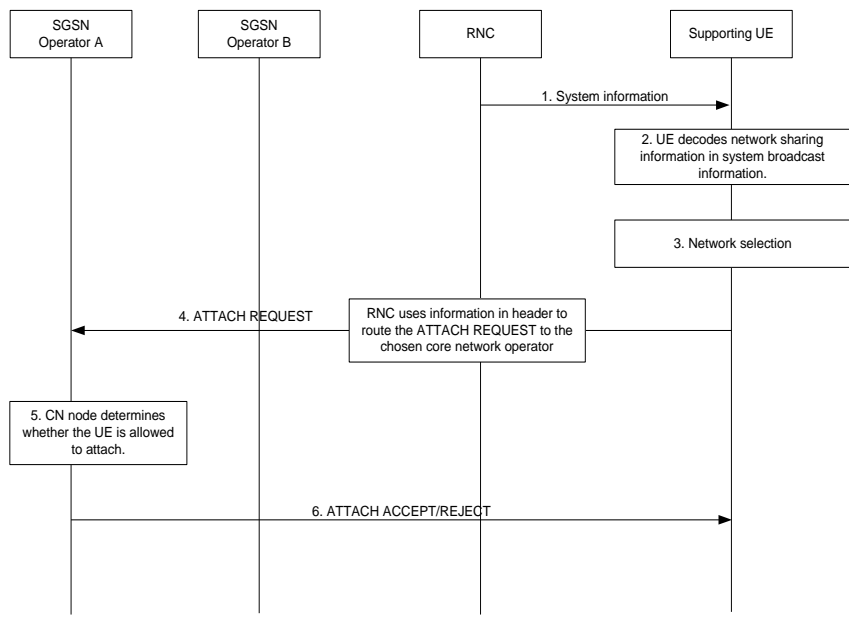 SGSN
Operator A
SGSN
Operator B
RNC
Supporting UE
1. System information
2. UE decodes network sharing
information in system broadcast
information.
3. Network selection
4. ATTACH REQUEST
RNC uses information in header to
route the ATTACH REQUEST to the
chosen core network operator
5. CN node determines
whether the UE is allowed
to attach.
6. ATTACH ACCEPT/REJECT